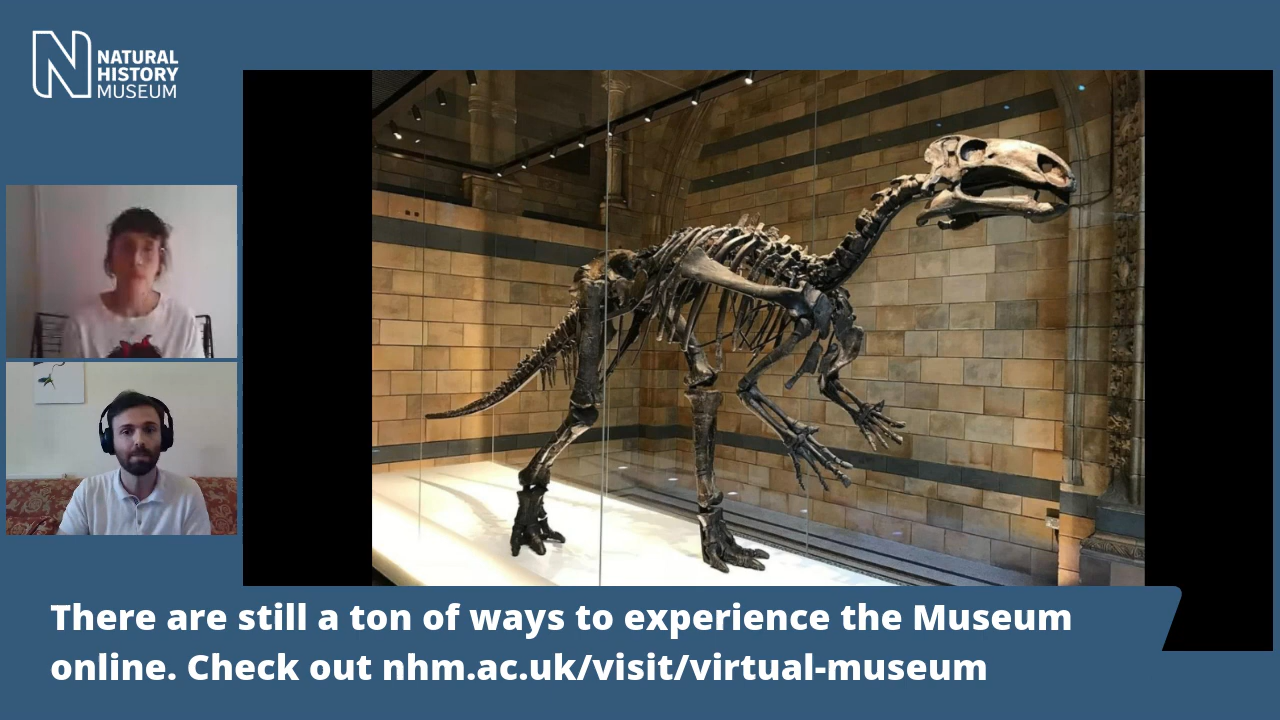 NATURAL
HISTORY
MUSEUM
There are still a ton of ways to experience the Museum
online. Check out nhm.ac.uk/visit/virtual-museum